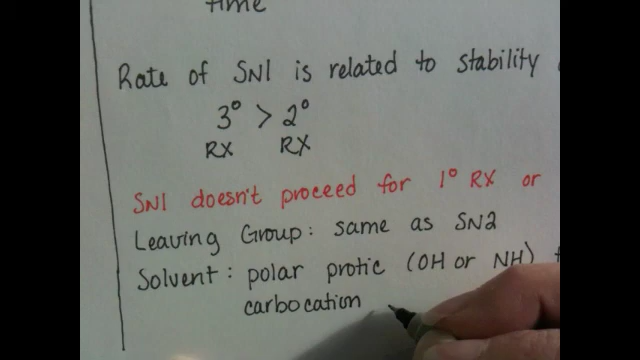 time
Rate of SN1 is related to stability
3° > 2°
RX RX
SN1 doesn't proceed for 1° RX or
Leaving Group: same as SN2
Solvent: polar protic (OH or NH)
carbocation